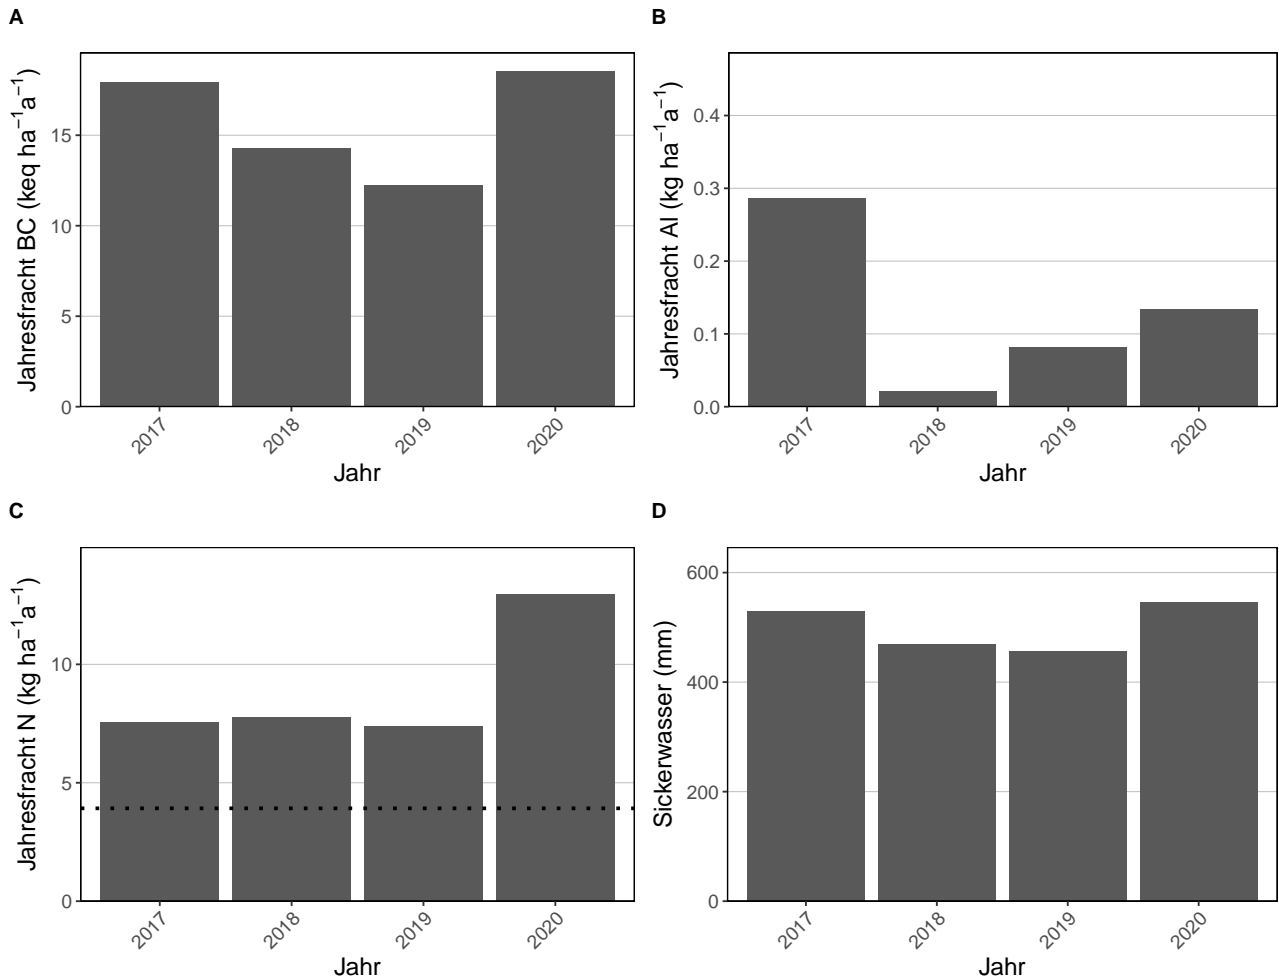 A
Jahresfracht BC (keq ha⁻¹a⁻¹)
15
10
5
0
2017
2018
2019
2020
Jahr
B
Jahresfracht Al (kg ha⁻¹a⁻¹)
0.4
0.3
0.2
0.1
0.0
2017
2018
2019
2020
Jahr
C
Jahresfracht N (kg ha⁻¹a⁻¹)
10
5
0
2017
2018
2019
2020
Jahr
D
Sickerwasser (mm)
600
400
200
0
2017
2018
2019
2020
Jahr